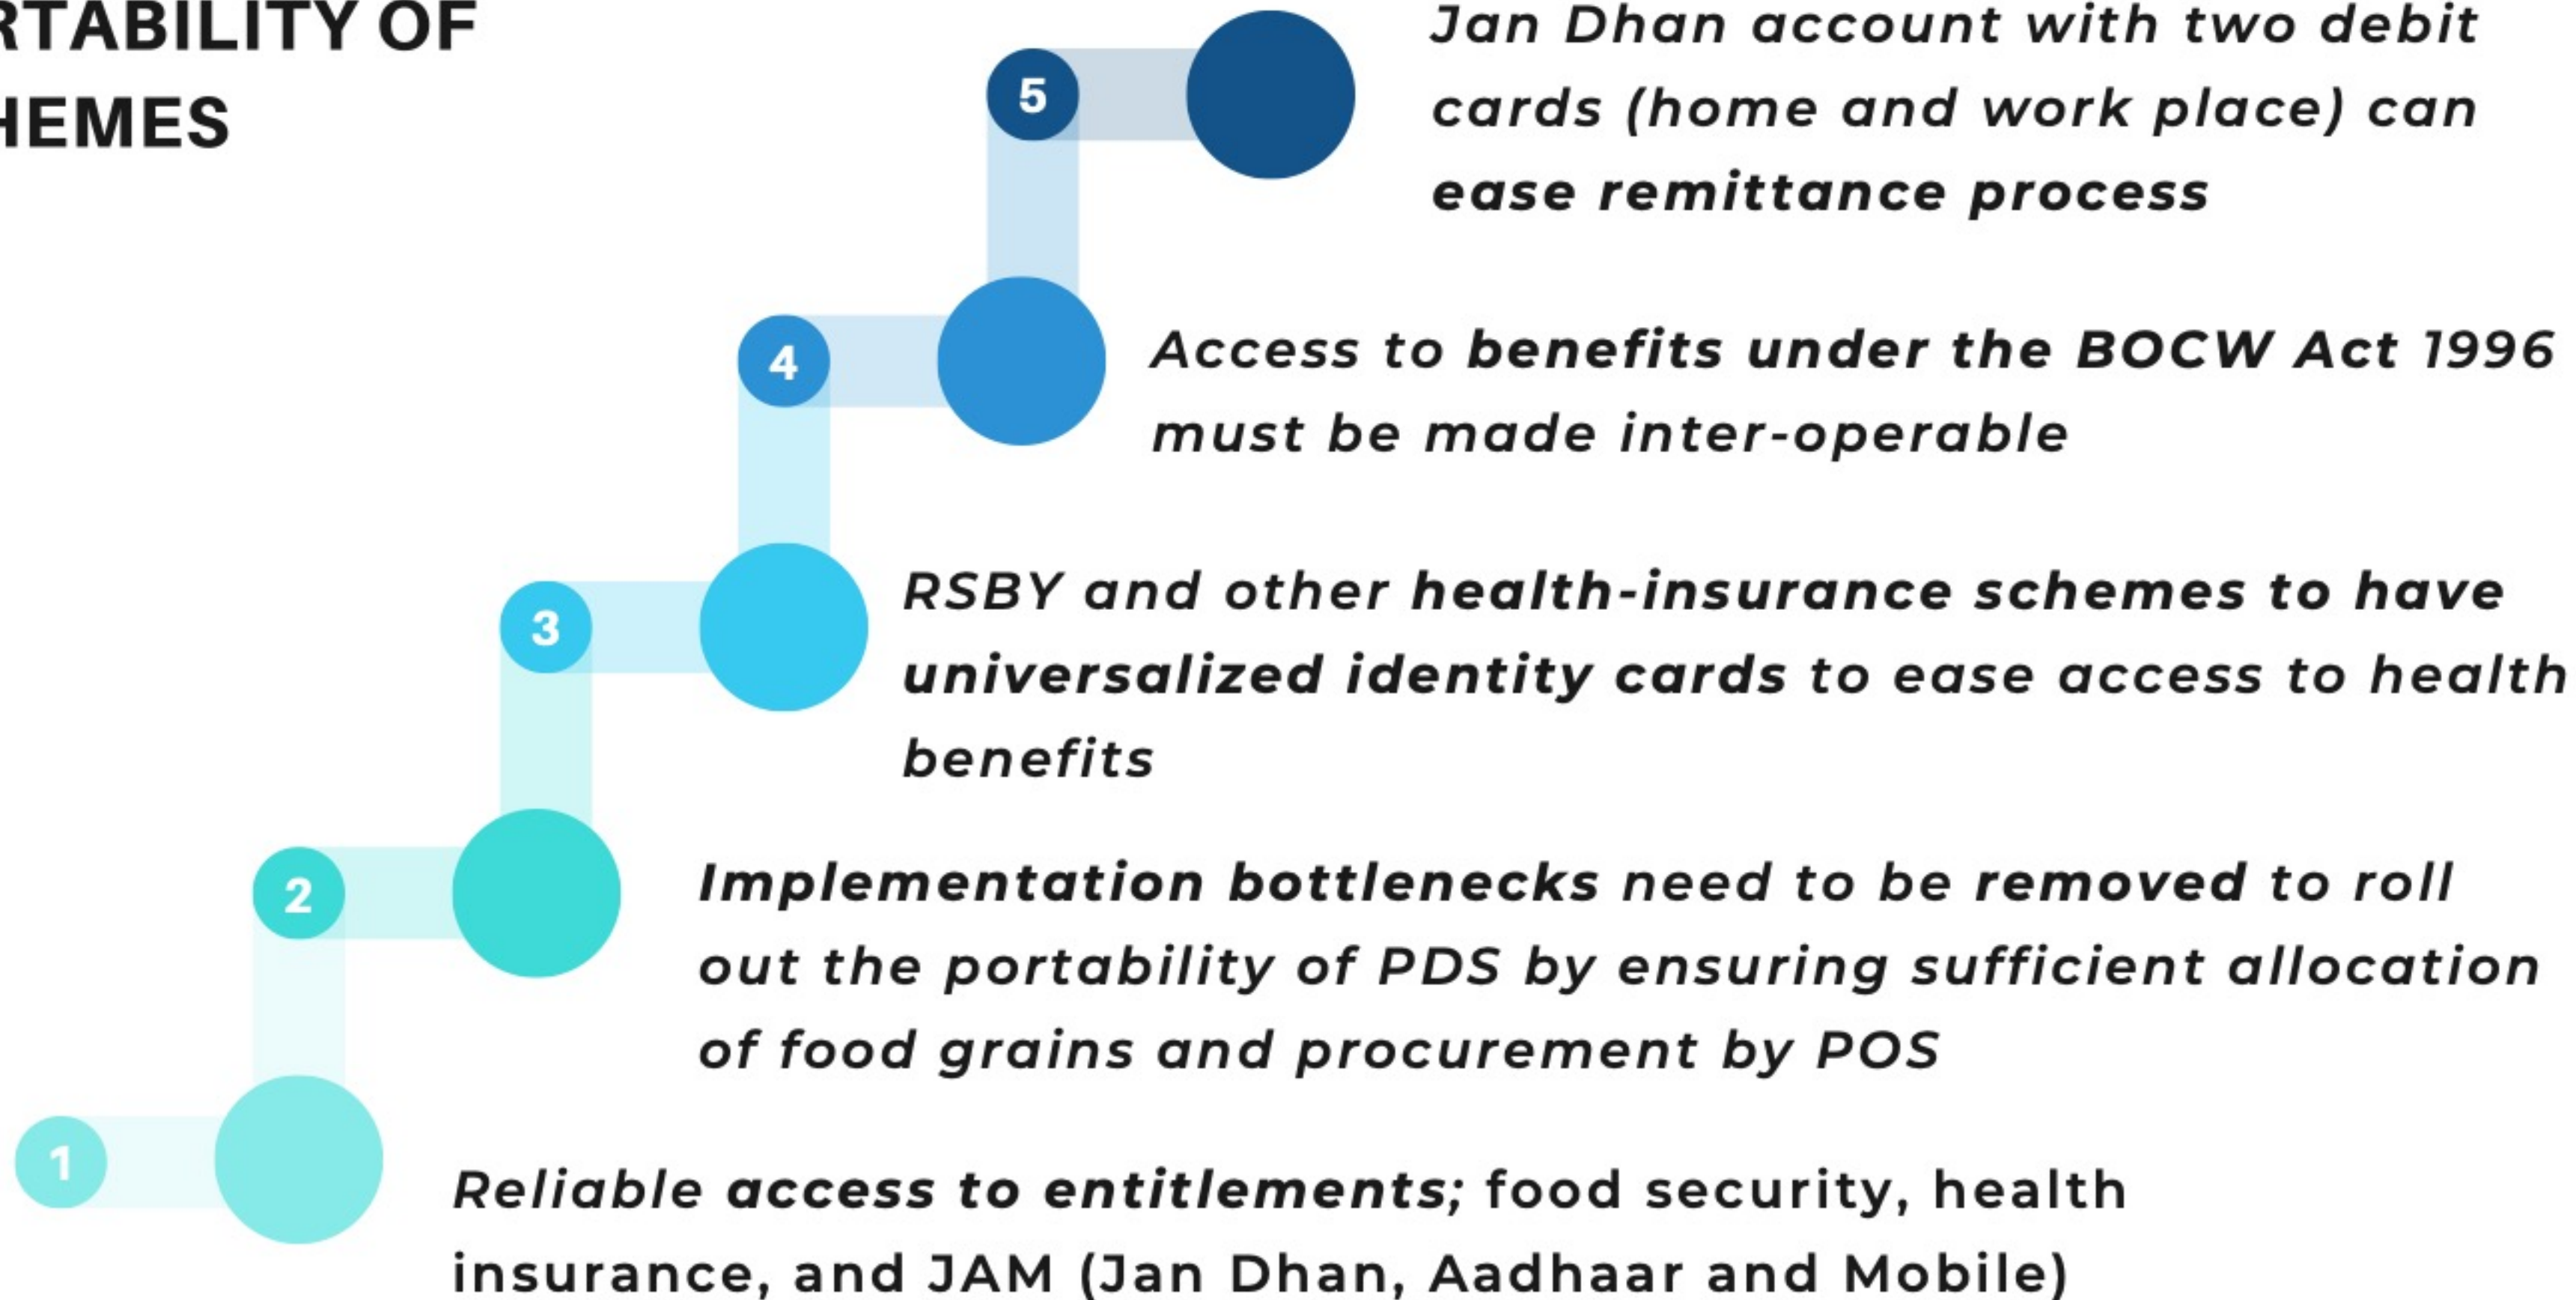 RTABILITY OF
HEMES
5
Jan Dhan account with two debit
cards (home and work place) can
ease remittance process
4
Access to benefits under the BOCW Act 1996
must be made inter-operable
3
RSBY and other health-insurance schemes to have
universalized identity cards to ease access to health
benefits
2
Implementation bottlenecks need to be removed to roll
out the portability of PDS by ensuring sufficient allocation
of food grains and procurement by POS
1
Reliable access to entitlements; food security, health
insurance, and JAM (Jan Dhan, Aadhaar and Mobile)